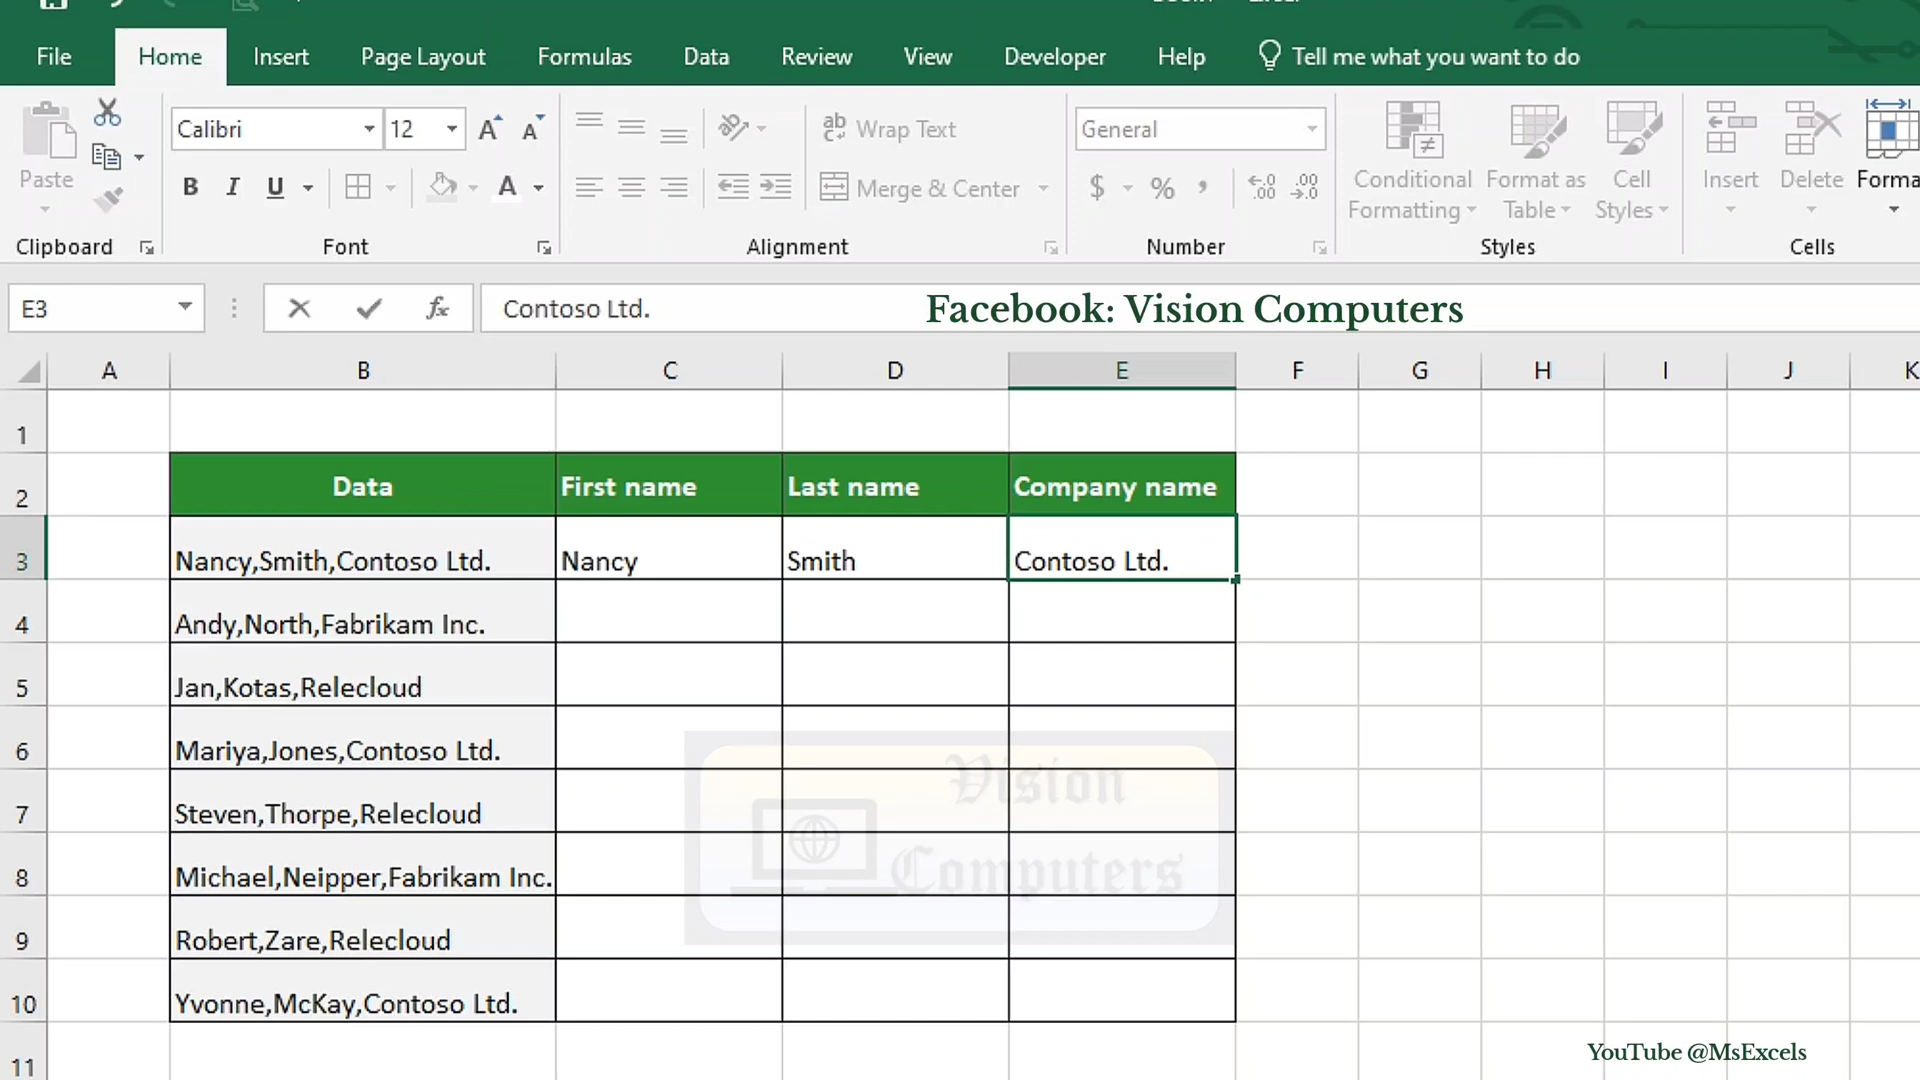 File Home Insert Page Layout Formulas Data Review View Developer Help Tell me what you want to do
Calibri 12 Wrap Text General
Paste B I U A Merge & Center $ % , Conditional Formatting Format as Table Cell Styles Insert Delete Forma
Clipboard Font Alignment Number Styles Cells
E3 fx Contoso Ltd. Facebook: Vision Computers
A B C D E F G H I J K
1
2 Data First name Last name Company name
3 Nancy,Smith,Contoso Ltd. Nancy Smith Contoso Ltd.
4 Andy,North,Fabrikam Inc.
5 Jan,Kotas,Relecloud
6 Mariya,Jones,Contoso Ltd.
Vision
7 Steven,Thorpe,Relecloud
8 Michael,Neipper,Fabrikam Inc.
Computers
9 Robert,Zare,Relecloud
10 Yvonne,McKay,Contoso Ltd.
11
YouTube @MsExcels